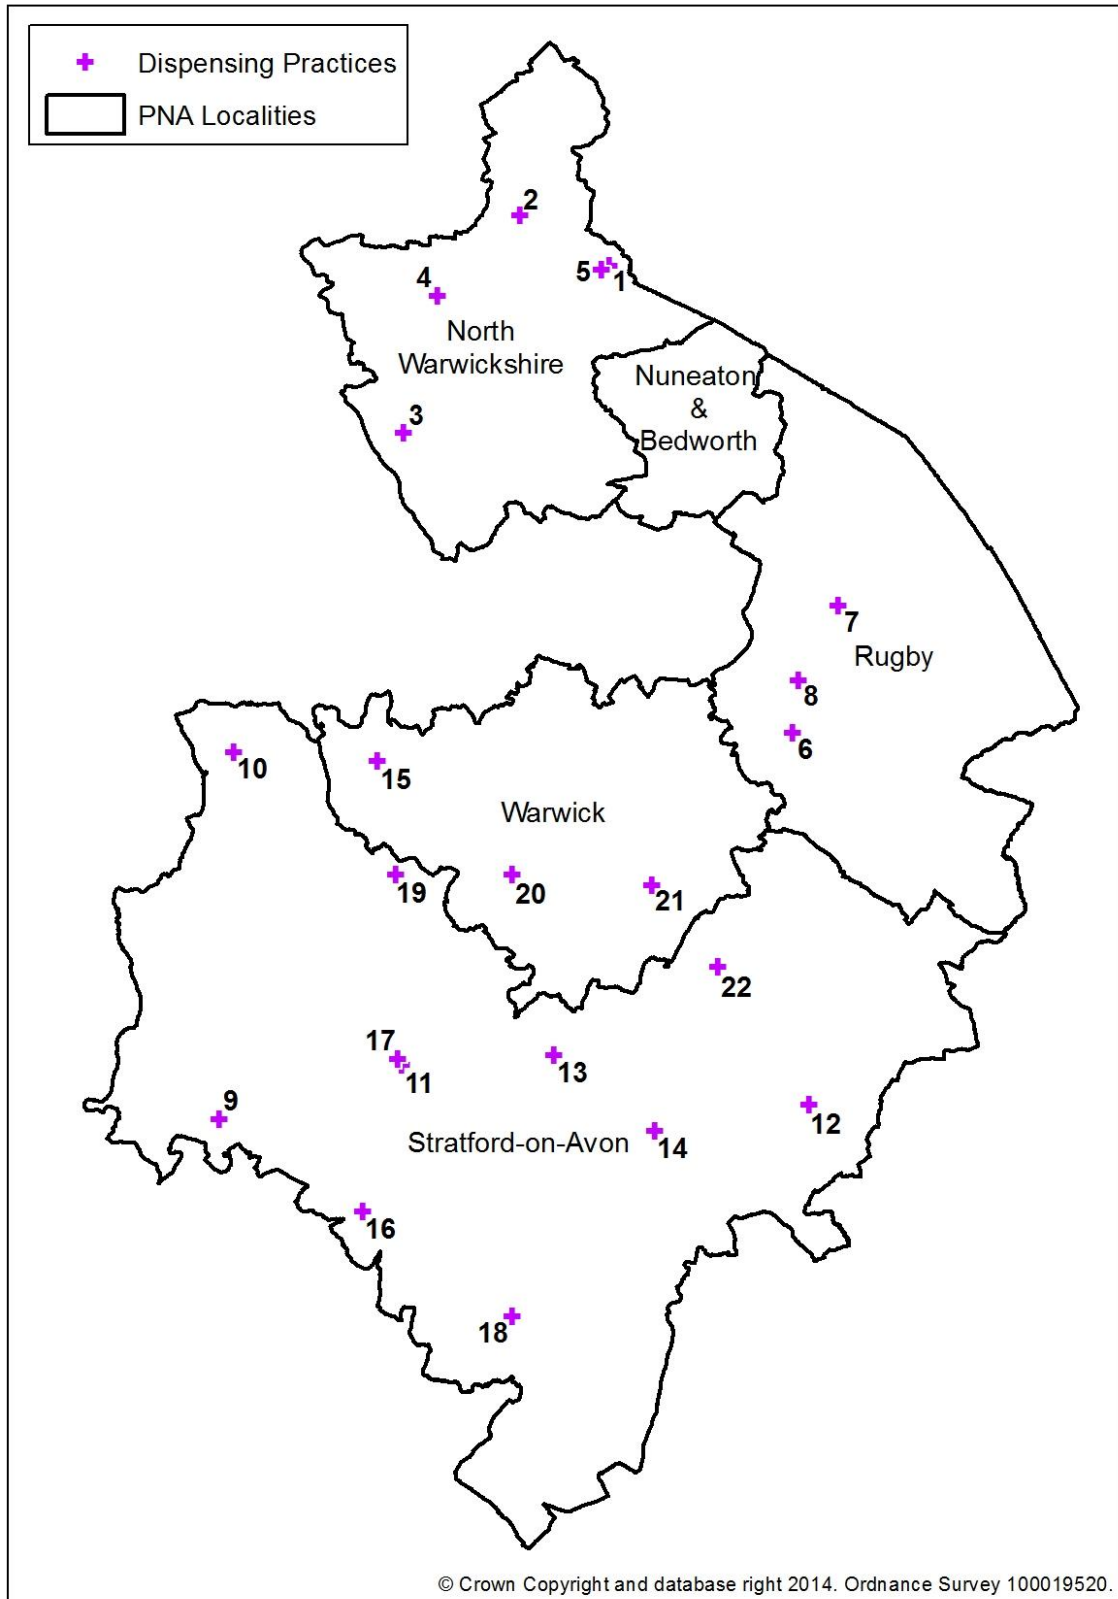 Dispensing Practices
PNA Localities
2
5
1
4
North
Warwickshire
Nuneaton
&
Bedworth
3
7
Rugby
8
6
10
15
Warwick
19
20
21
22
17
11
13
9
12
Stratford-on-Avon
14
16
18
© Crown Copyright and database right 2014. Ordnance Survey 100019520.